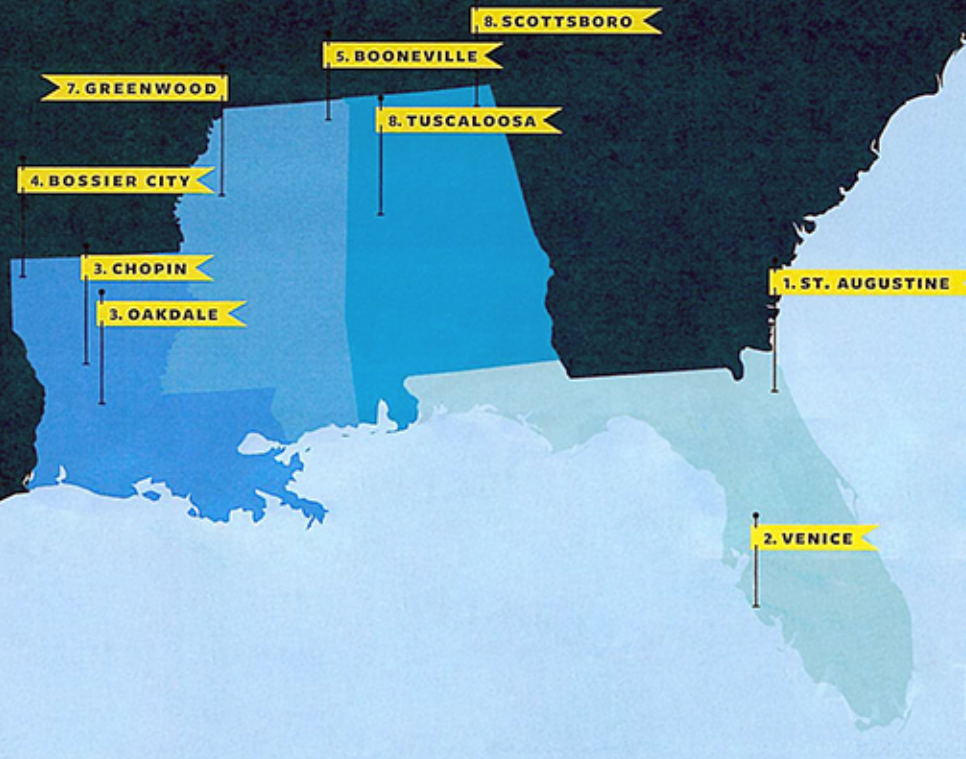 8. SCOTTSBORO
5. BOONEVILLE
7. GREENWOOD
8. TUSCALOOSA
4. BOSSIER CITY
3. CHOPIN
1. ST. AUGUSTINE
3. OAKDALE
2. VENICE